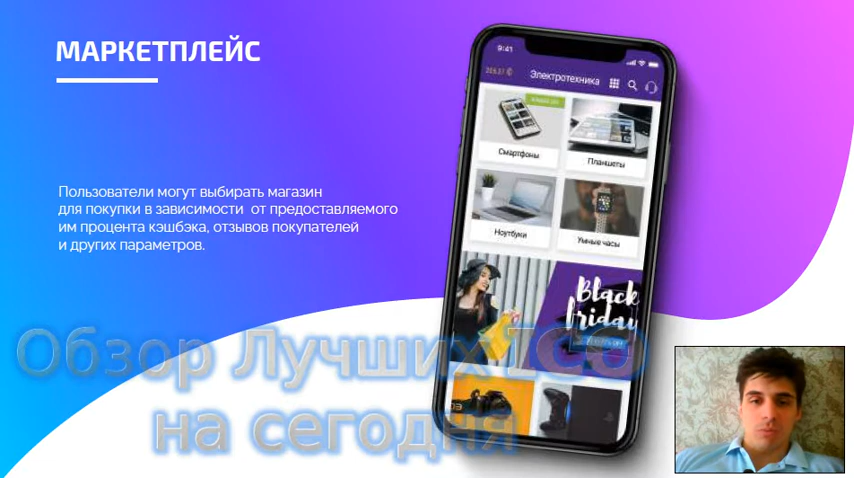 МАРКЕТПЛЕЙС
Пользователи могут выбирать магазин
для покупки в зависимости от предоставляемого
им процента кэшбэка, отзывов покупателей
и других параметров.
9:41
Электротехника
Смартфоны
Планшеты
Ноутбуки
Умные часы
Black
friday
Обзор Лучших ICO
на сегодня